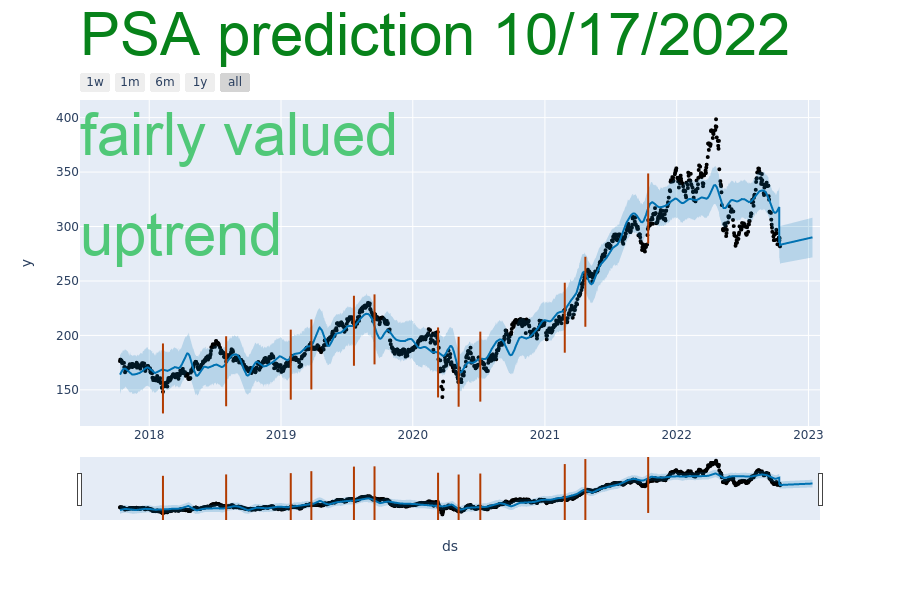 PSA prediction 10/17/2022
1w 1m 6m 1y all
fairly valued
uptrend
400
350
300
250
200
150
y
2018 2019 2020 2021 2022 2023
ds